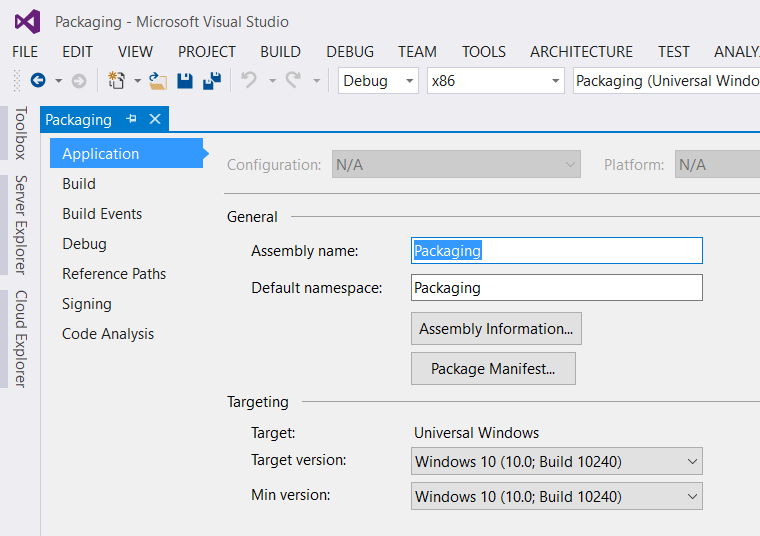 Packaging - Microsoft Visual Studio
FILE EDIT VIEW PROJECT BUILD DEBUG TEAM TOOLS ARCHITECTURE TEST ANALY
Debug x86 Packaging (Universal Windo
Toolbox
Server Explorer
Cloud Explorer
Packaging
Application
Build
Build Events
Debug
Reference Paths
Signing
Code Analysis
Configuration: N/A Platform: N/A
General
Assembly name: Packaging
Default namespace: Packaging
Assembly Information...
Package Manifest...
Targeting
Target: Universal Windows
Target version: Windows 10 (10.0; Build 10240)
Min version: Windows 10 (10.0; Build 10240)